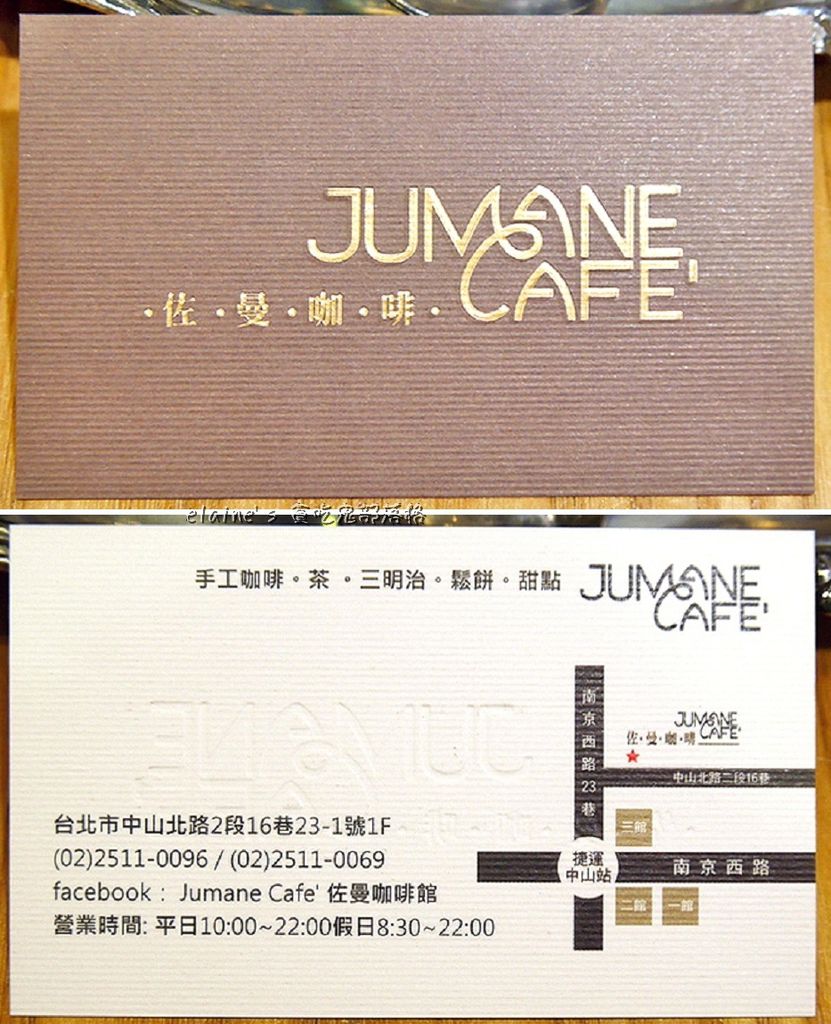 JUMANE
CAFE'
·佐·曼·咖·啡·
elaine's 貪吃鬼部落格
手工咖啡。茶 。三明治。鬆餅。甜點
JUMANE
CAFE'
南京西路23巷
JUMANE
CAFE'
佐·曼·咖·啡
中山北路二段16巷
三館
捷運
中山站
南京西路
二館
一館
台北市中山北路2段16巷23-1號1F
(02)2511-0096 / (02)2511-0069
facebook : Jumane Cafe' 佐曼咖啡館
營業時間: 平日10:00~22:00假日8:30~22:00